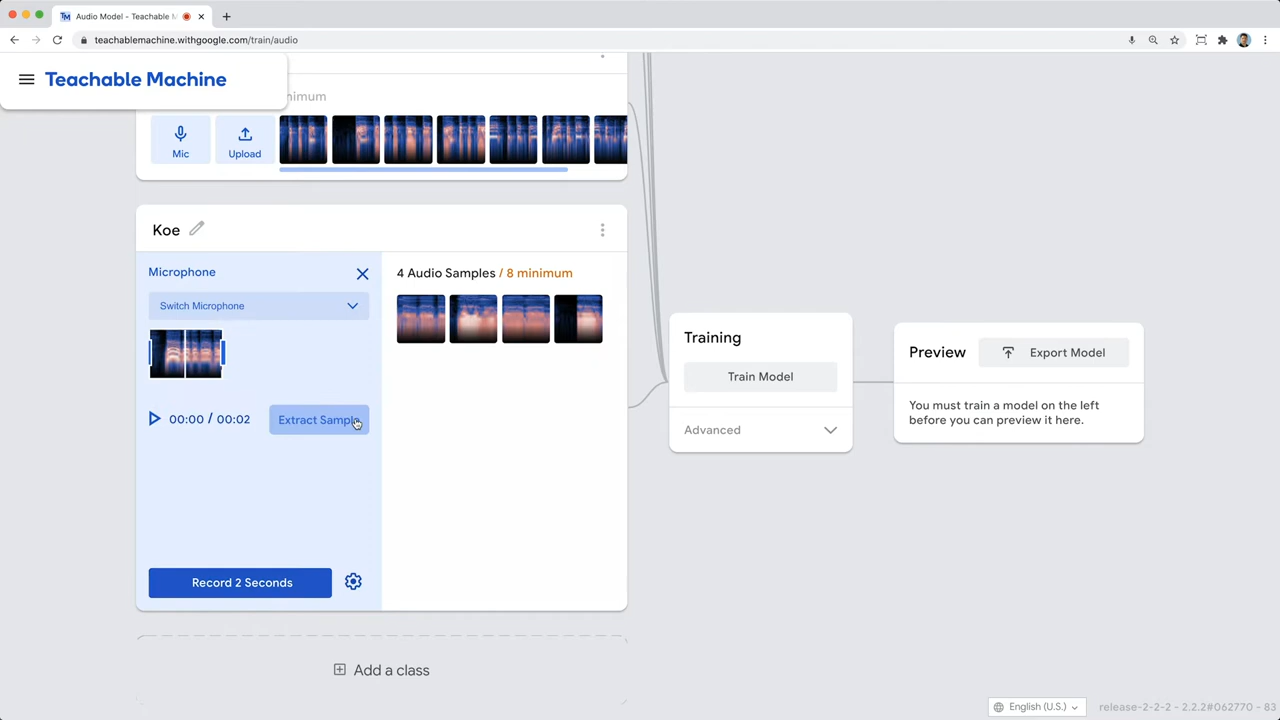 Audio Model - Teachable M
teachablemachine.withgoogle.com/train/audio
Teachable Machine
Mic
Upload
Koe
Microphone
4 Audio Samples / 8 minimum
Switch Microphone
00:00 / 00:02
Extract Sample
Record 2 Seconds
Add a class
Training
Train Model
Advanced
Preview
Export Model
You must train a model on the left
before you can preview it here.
English (U.S.)
release-2-2-2 - 2.2.2#062770 - 83